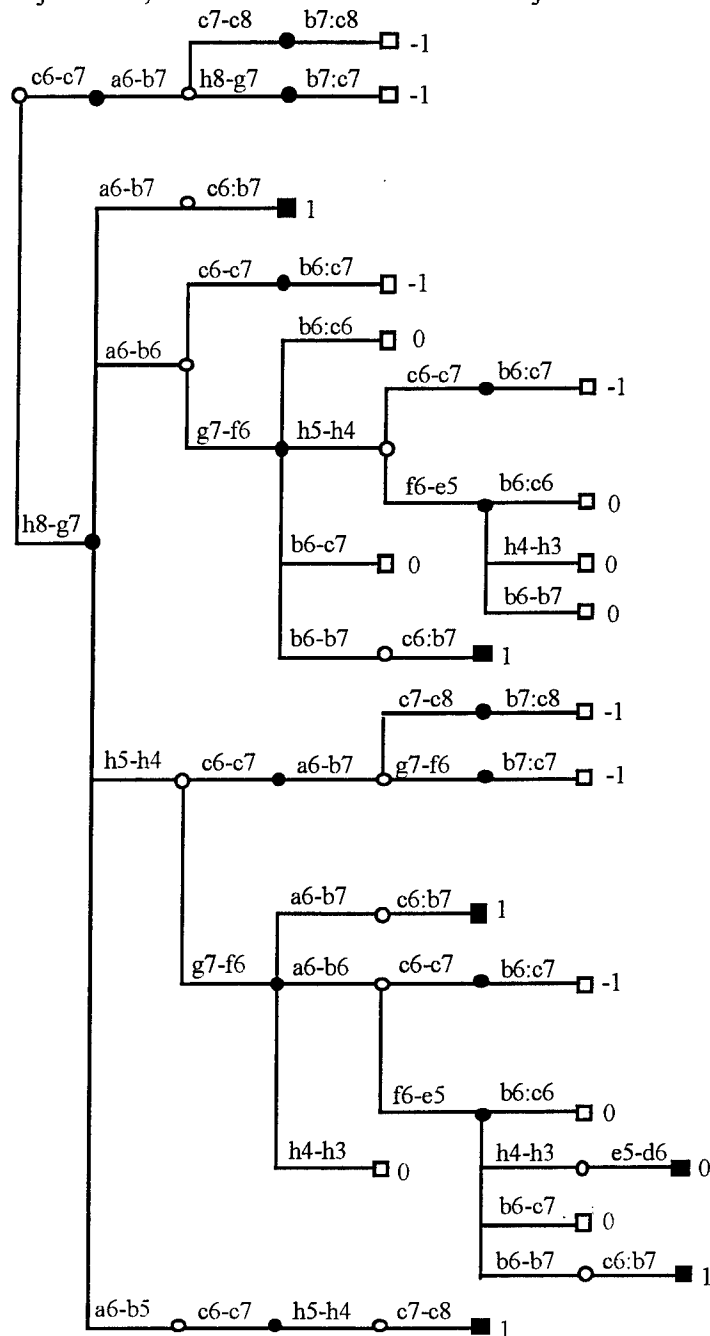 c7-c8 b7:c8 -1
c6-c7 a6-b7 h8-g7 b7:c7 -1
a6-b7 c6:b7 1
c6-c7 b6:c7 -1
b6:c6 0
a6-b6 c6-c7 b6:c7 -1
g7-f6 h5-h4
f6-e5 b6:c6 0
h8-g7 b6-c7 0 h4-h3 0
b6-b7 0
b6-b7 c6:b7 1
c7-c8 b7:c8 -1
h5-h4 c6-c7 a6-b7 g7-f6 b7:c7 -1
a6-b7 c6:b7 1
g7-f6 a6-b6 c6-c7 b6:c7 -1
f6-e5 b6:c6 0
h4-h3 0 h4-h3 e5-d6 0
b6-c7 0
b6-b7 c6:b7 1
a6-b5 c6-c7 h5-h4 c7-c8 1